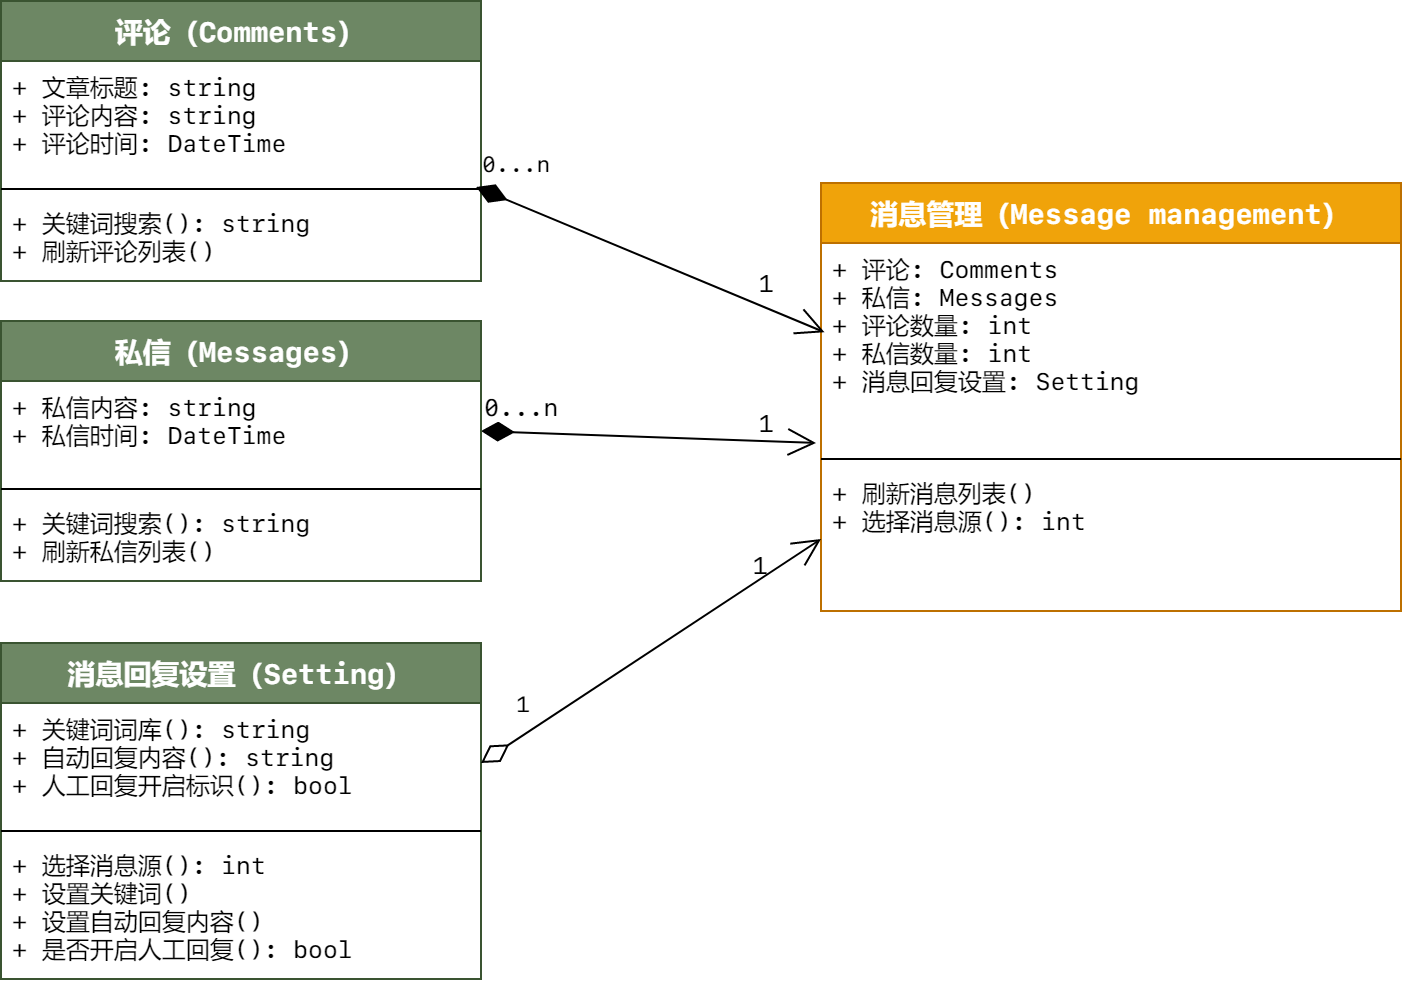 评论 (Comments)
+ 文章标题: string
+ 评论内容: string
+ 评论时间: DateTime
+ 关键词搜索(): string
+ 刷新评论列表()
0...n
1
私信 (Messages)
+ 私信内容: string
+ 私信时间: DateTime
+ 关键词搜索(): string
+ 刷新私信列表()
0...n
1
消息回复设置 (Setting)
+ 关键词词库(): string
+ 自动回复内容(): string
+ 人工回复开启标识(): bool
+ 选择消息源(): int
+ 设置关键词()
+ 设置自动回复内容()
+ 是否开启人工回复(): bool
1
1
消息管理 (Message management)
+ 评论: Comments
+ 私信: Messages
+ 评论数量: int
+ 私信数量: int
+ 消息回复设置: Setting
+ 刷新消息列表()
+ 选择消息源(): int